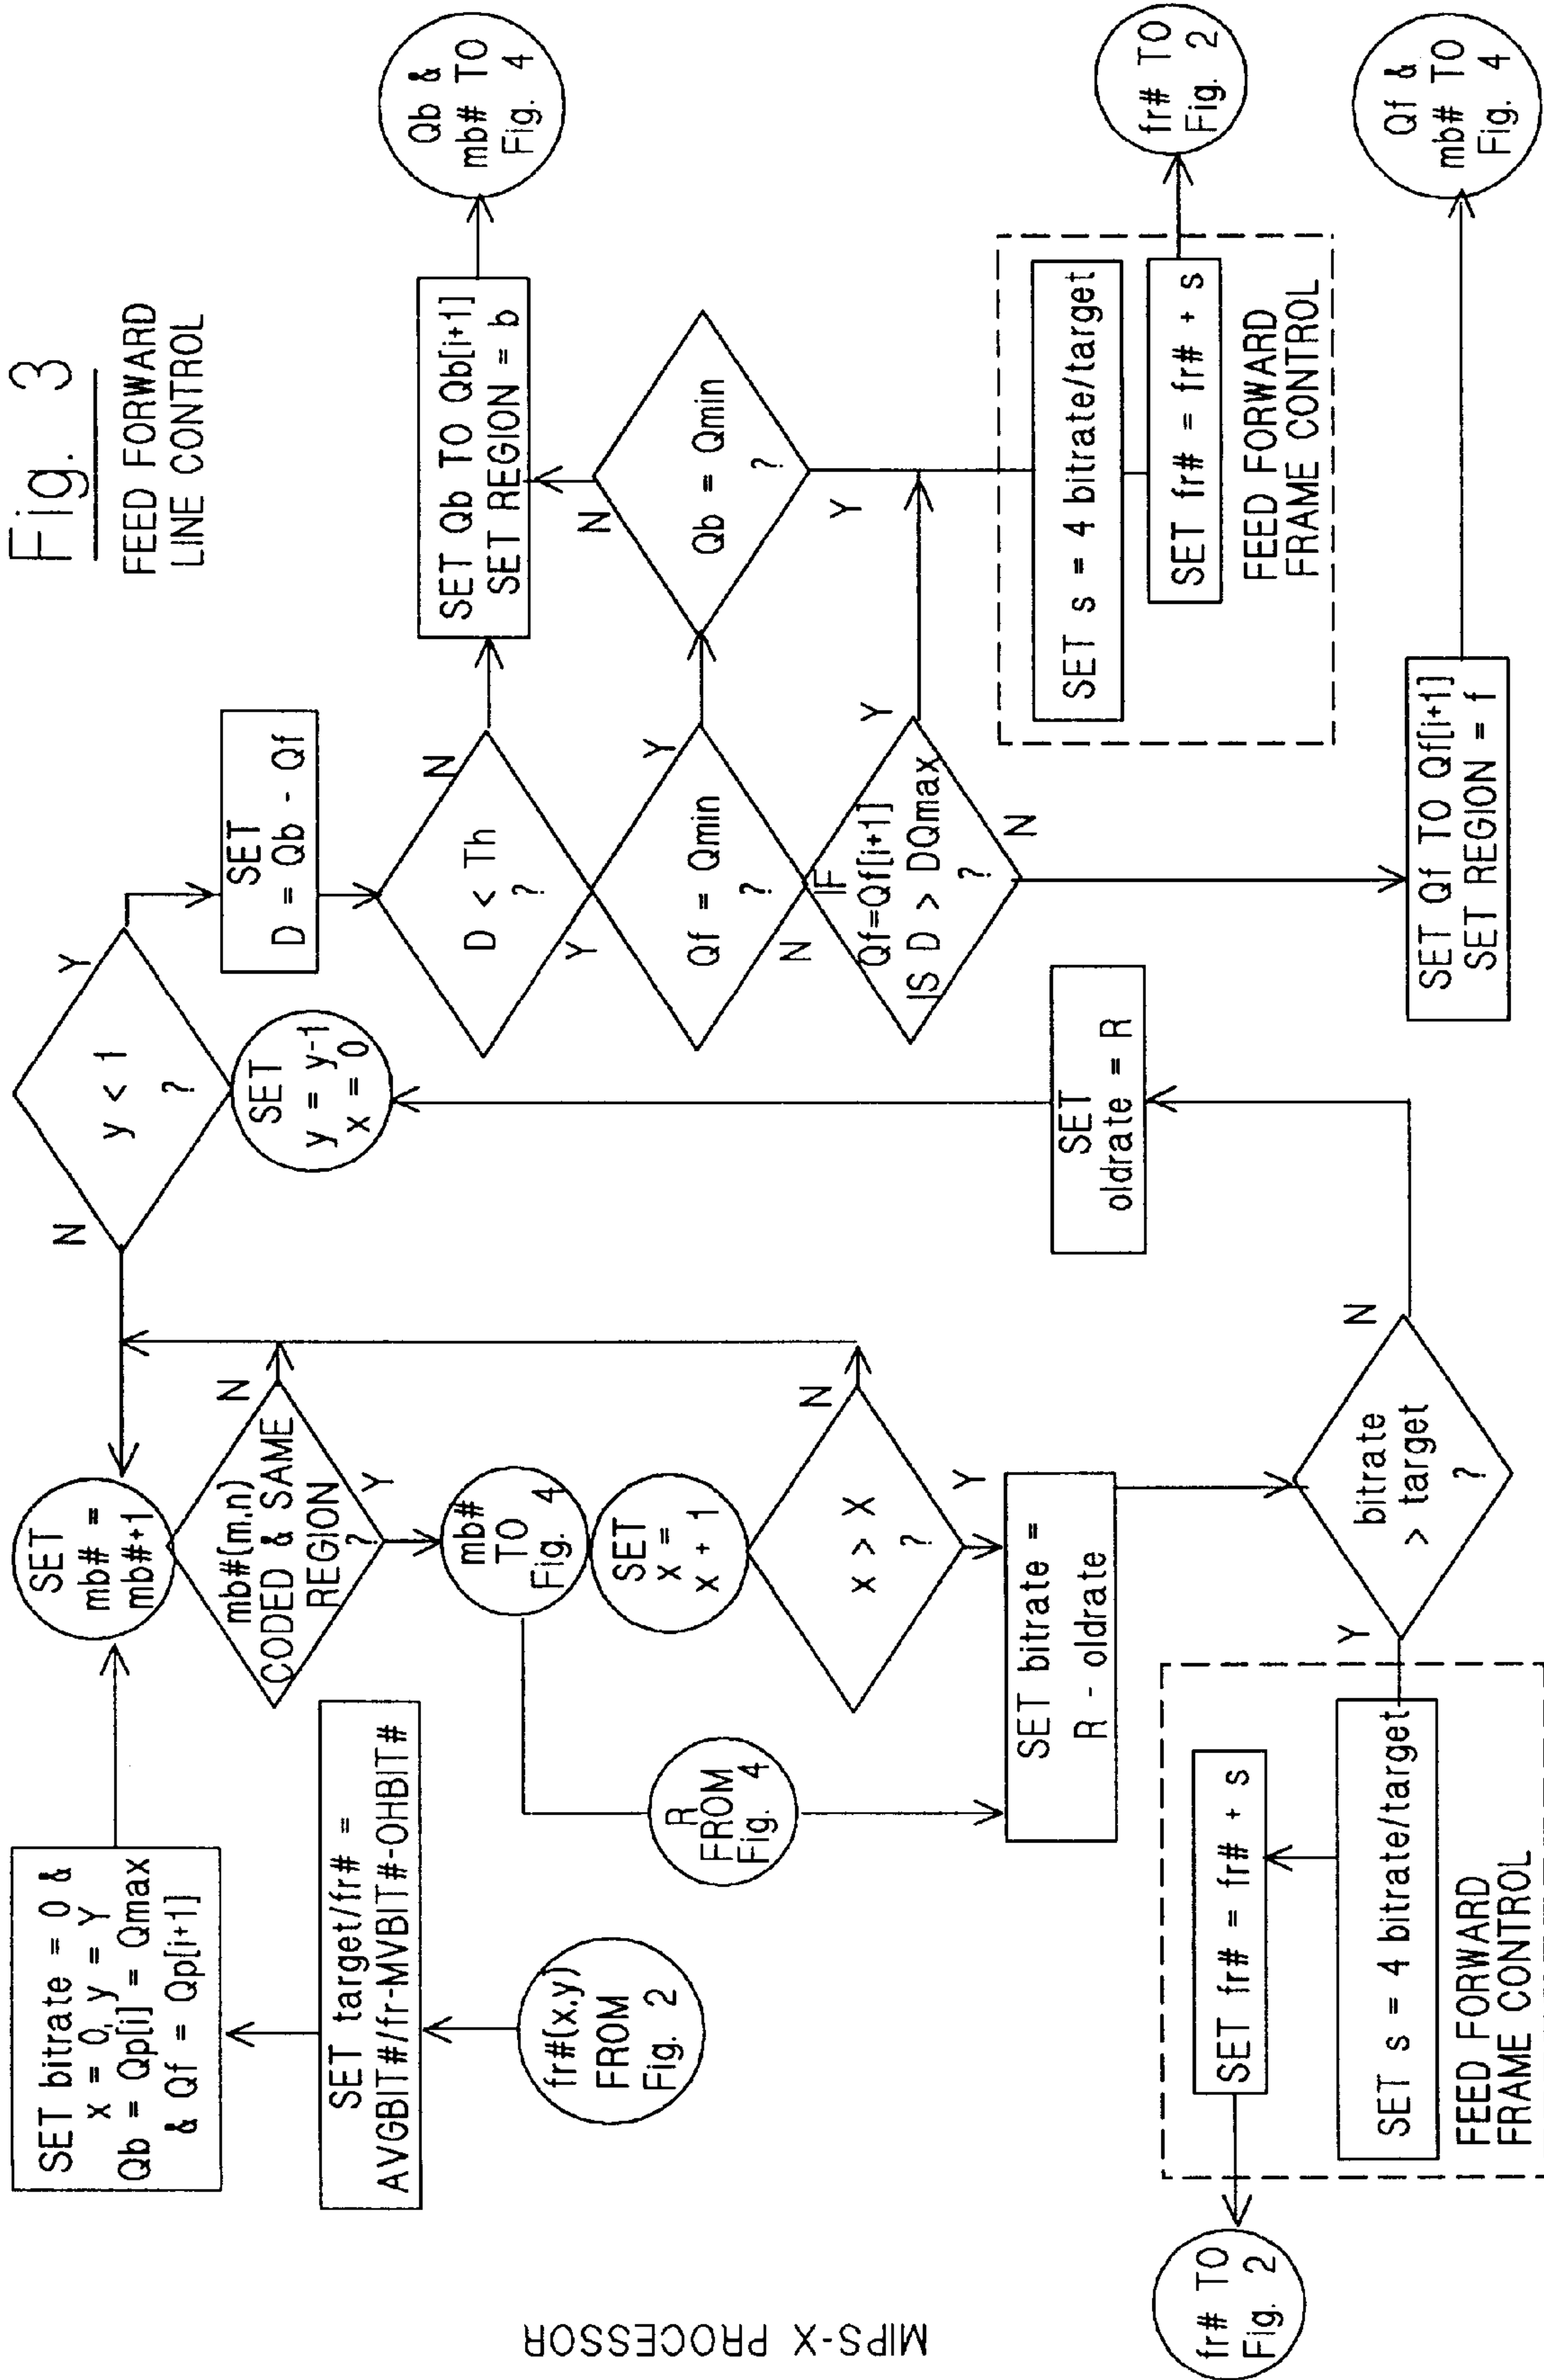 Fig. 3
FEED FORWARD
LINE CONTROL
MIPS-X PROCESSOR
fr#(x,y)
FROM
Fig. 2
SET target/fr# =
AVGBIT#/fr-MVBIT#-OHBIT#
SET bitrate = 0 &
x = 0, y = Y
Qb = Qp[i] = Qmax
& Qf = Qp[i+1]
SET
mb# =
mb#+1
mb#(m,n)
CODED & SAME
REGION
?
N
Y
mb#
TO
Fig. 4
SET
x =
x + 1
x > X
?
N
Y
R
FROM
Fig. 4
SET bitrate =
R - oldrate
bitrate
> target
?
Y
N
SET s = 4 bitrate/target
SET fr# = fr# + s
FEED FORWARD
FRAME CONTROL
fr# TO
Fig. 2
SET
oldrate = R
SET
y = y-1
x = 0
y < 1
?
N
Y
SET
D = Qb - Qf
D < Th
?
N
Y
Qf = Qmin
?
Y
N
IF
Qf=Qf[i+1]
IS D > DQmax
?
Y
N
SET Qb TO Qb[i+1]
SET REGION = b
Qb &
mb# TO
Fig. 4
Qb = Qmin
?
N
Y
SET s = 4 bitrate/target
SET fr# = fr# + s
FEED FORWARD
FRAME CONTROL
fr# TO
Fig. 2
SET Qf TO Qf[i+1]
SET REGION = f
Qf &
mb# TO
Fig. 4